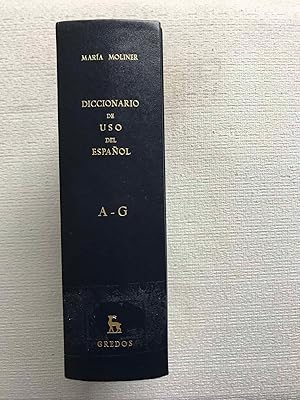 MARÍA MOLINER
DICCIONARIO
DE
USO
DEL
ESPAÑOL
A-G
GREDOS